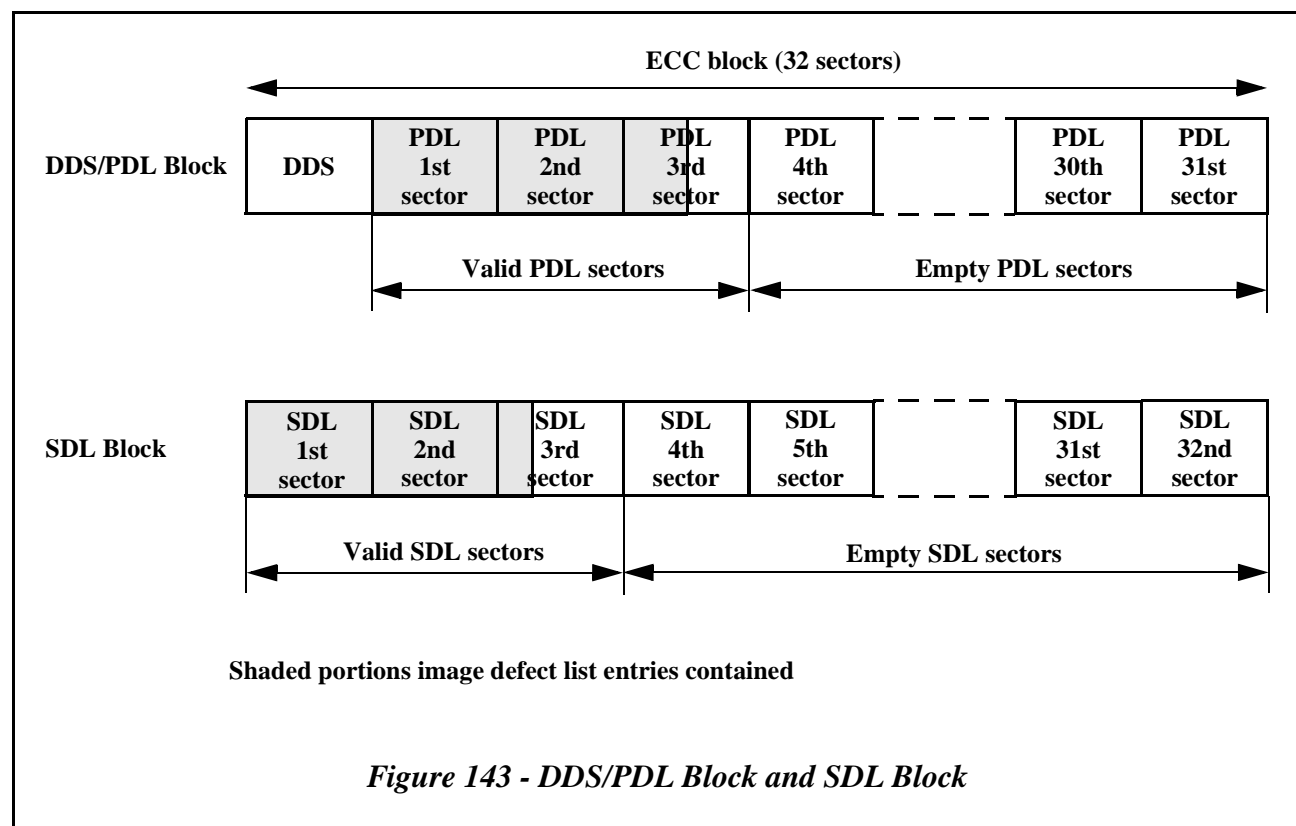 ECC block (32 sectors)
DDS/PDL Block
DDS
PDL
1st
sector
PDL
2nd
sector
PDL
3rd
sector
PDL
4th
sector
PDL
30th
sector
PDL
31st
sector
Valid PDL sectors
Empty PDL sectors
SDL Block
SDL
1st
sector
SDL
2nd
sector
SDL
3rd
sector
SDL
4th
sector
SDL
5th
sector
SDL
31st
sector
SDL
32nd
sector
Valid SDL sectors
Empty SDL sectors
Shaded portions image defect list entries contained
Figure 143 - DDS/PDL Block and SDL Block